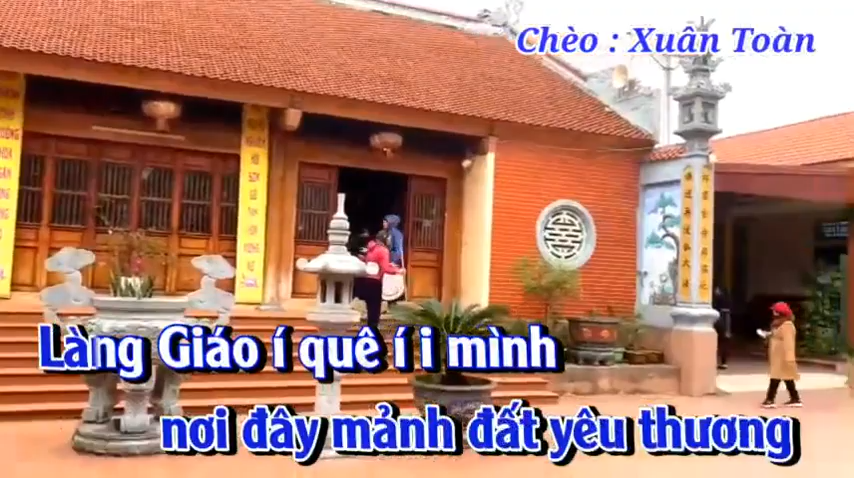 Chèo : Xuân Toàn
Làng Giáo í quê í i mình
nơi đây mảnh đất yêu thương